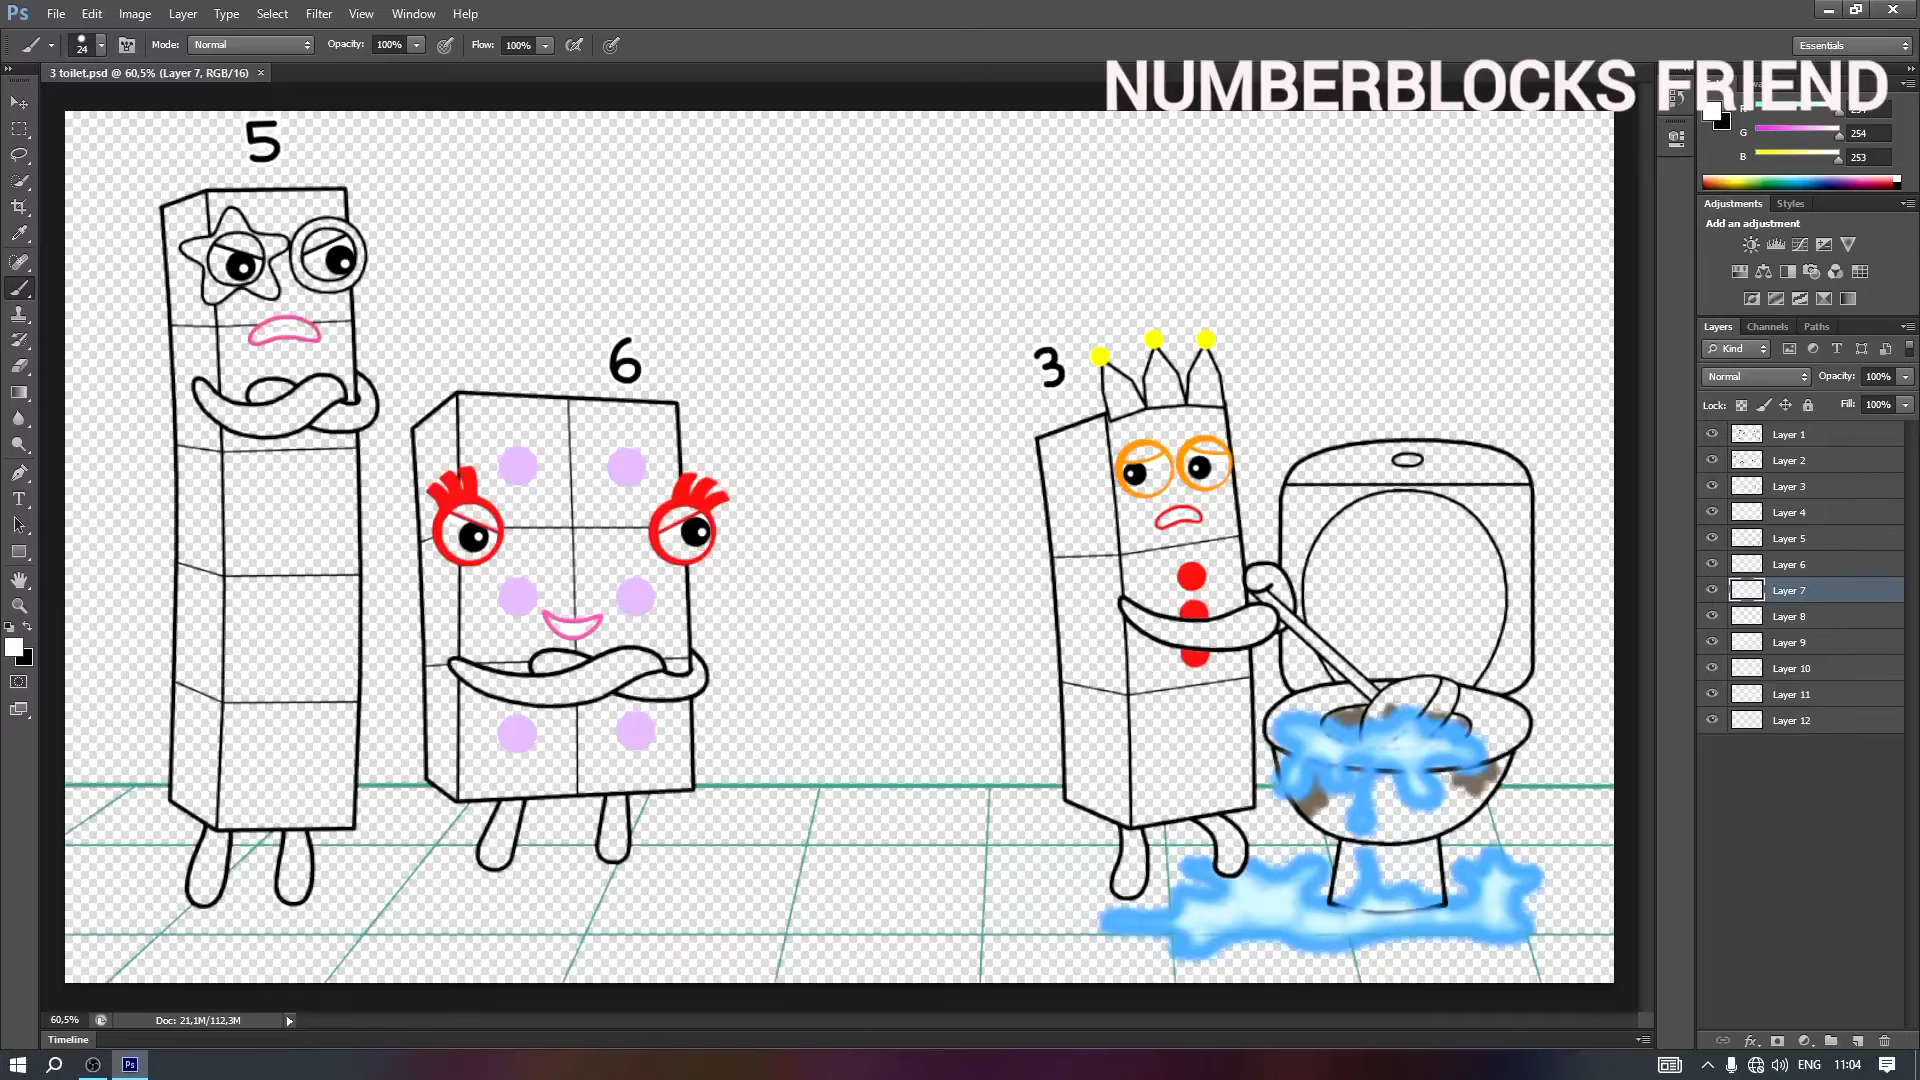 Ps File Edit Image Layer Type Select Filter View Window Help
24 Mode: Normal Opacity: 100% Flow: 100% Essentials
3 toilet.psd @ 60,5% (Layer 7, RGB/16) ×
NUMBERBLOCKS FRIEND
R
G 254
B 253
5
6
3
Adjustments Styles
Add an adjustment
Layers Channels Paths
Kind
Normal Opacity: 100%
Lock: Fill: 100%
Layer 1
Layer 2
Layer 3
Layer 4
Layer 5
Layer 6
Layer 7
Layer 8
Layer 9
Layer 10
Layer 11
Layer 12
60,5% Doc: 21,1M/112,3M
Timeline
Ps ENG 11:04